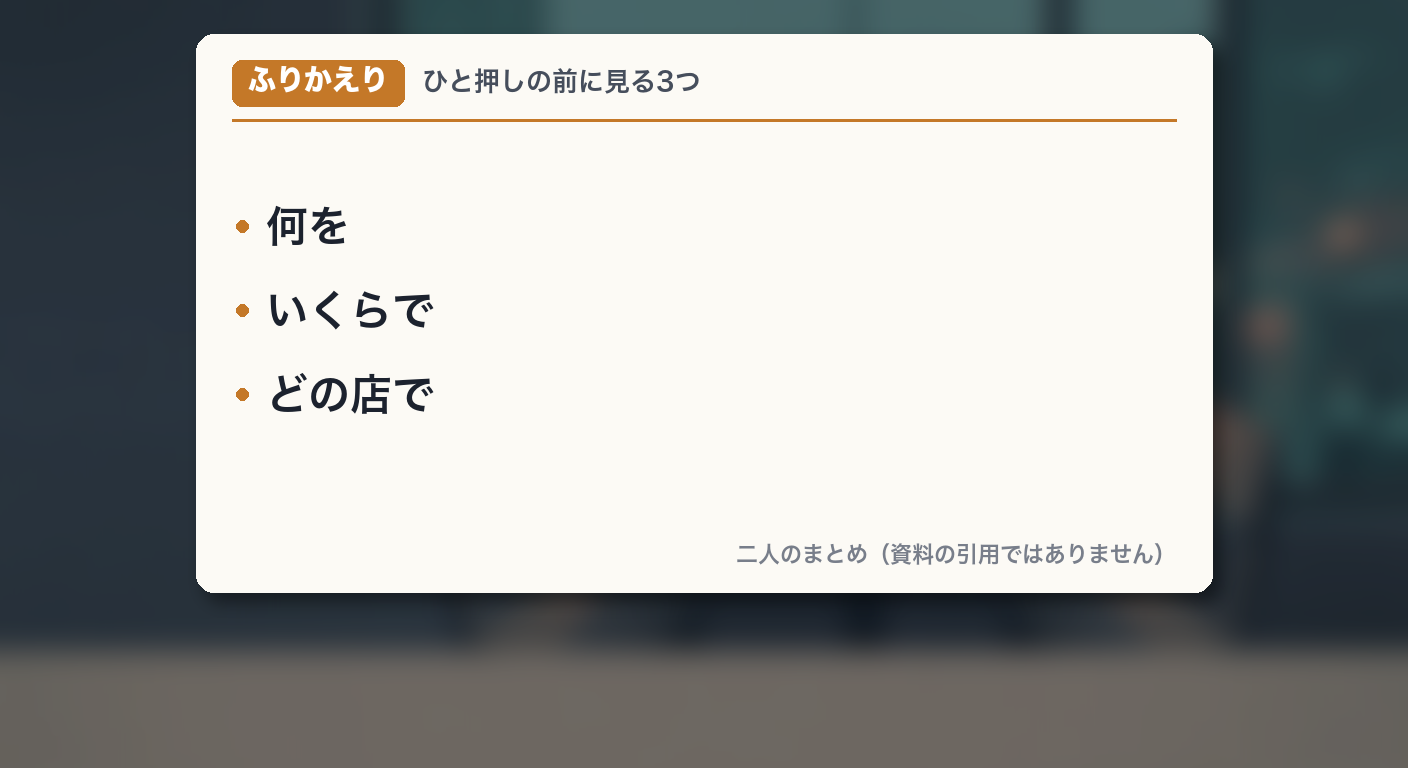 ふりかえり ひと押しの前に見る3つ
• 何を
• いくらで
• どの店で
二人のまとめ（資料の引用ではありません）